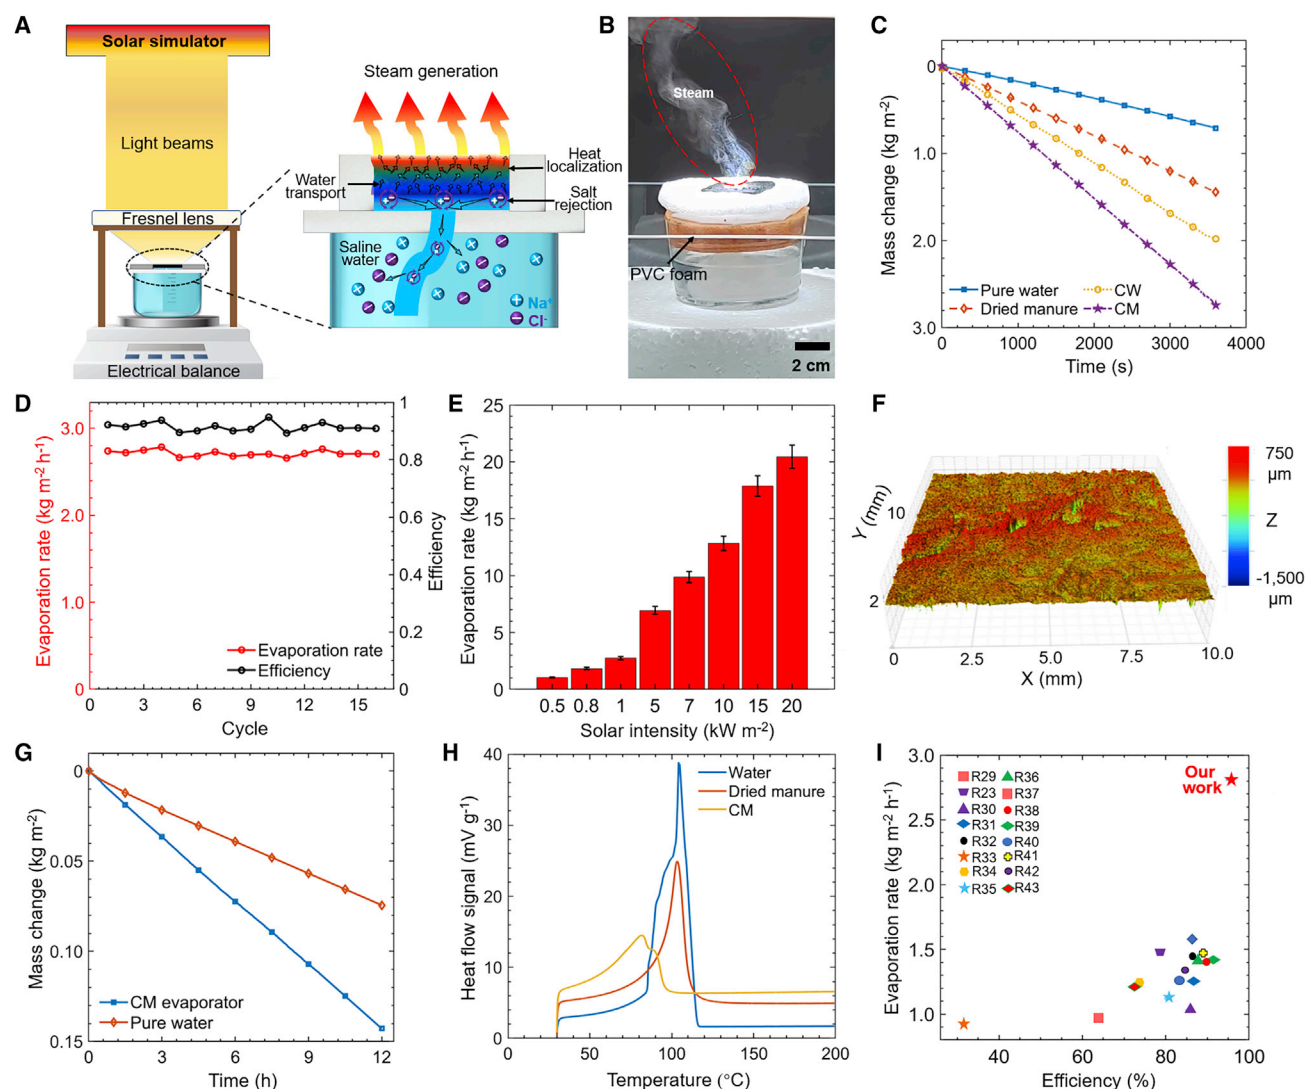 A
Solar simulator
Light beams
Fresnel lens
Electrical balance
Steam generation
Heat
localization
Water
transport
Salt
rejection
Saline
water
Na⁺
Cl⁻
B
Steam
PVC foam
2 cm
C
Mass change (kg m⁻²)
0
1.0
2.0
3.0
Pure water
CW
Dried manure
CM
0 1000 2000 3000 4000
Time (s)
D
Evaporation rate (kg m⁻² h⁻¹)
3.0
2.0
1.0
0
1
0.8
0.6
0.4
0.2
0
Efficiency
Evaporation rate
Efficiency
0 3 6 9 12 15
Cycle
E
Evaporation rate (kg m⁻² h⁻¹)
25
20
15
10
5
0
0.5 0.8 1 5 7 10 15 20
Solar intensity (kW m⁻²)
F
750
µm
Z
-1,500
µm
Y (mm)
10
2
0 2.5 5.0 7.5 10.0
X (mm)
G
Mass change (kg m⁻²)
0
0.05
0.10
0.15
CM evaporator
Pure water
0 3 6 9 12
Time (h)
H
Heat flow signal (mV g⁻¹)
40
30
20
10
0
Water
Dried manure
CM
0 50 100 150 200
Temperature (°C)
I
Evaporation rate (kg m⁻² h⁻¹)
3.0
2.5
2.0
1.5
1.0
R29 R36
R23 R37
R30 R38
R31 R39
R32 R40
R33 R41
R34 R42
R35 R43
Our
work
40 60 80 100
Efficiency (%)